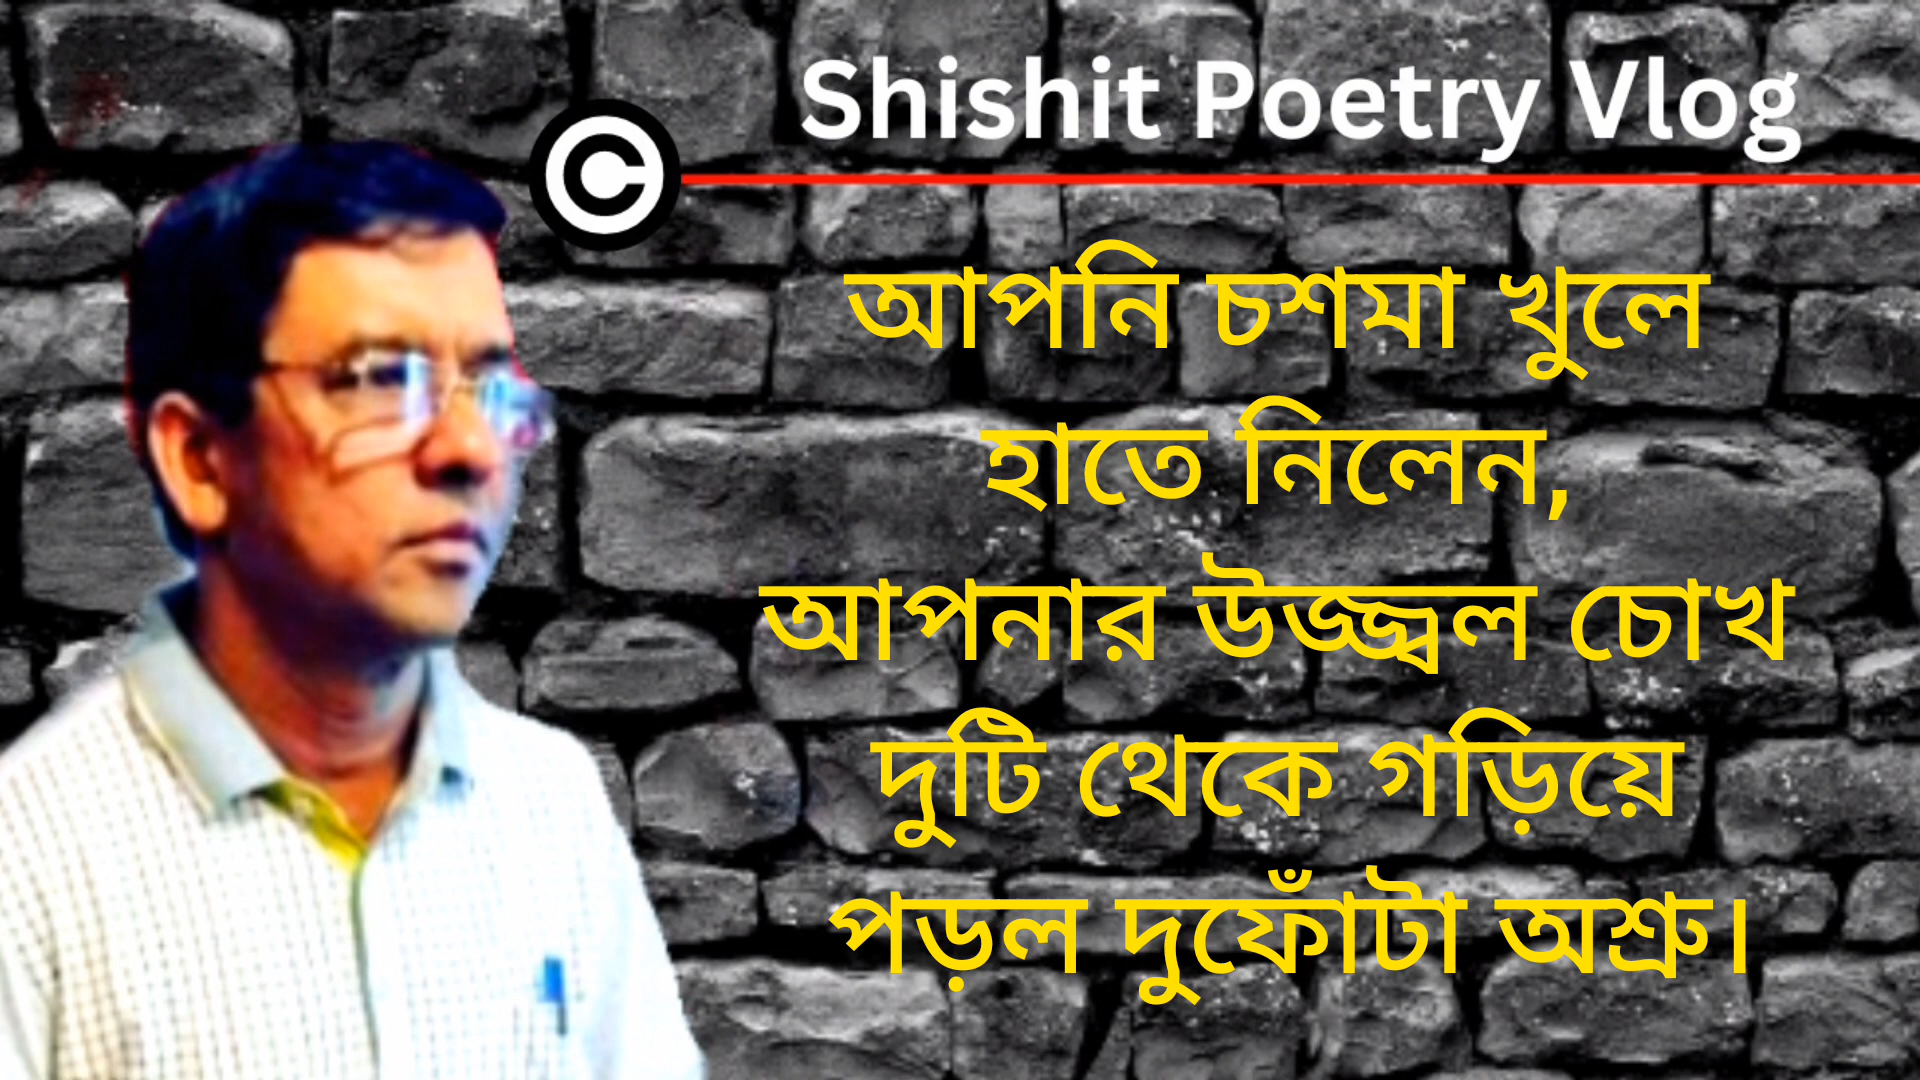 Shishit Poetry Vlog
©
আপনি চশমা খুলে
হাতে নিলেন,
আপনার উজ্জ্বল চোখ
দুটি থেকে গড়িয়ে
পড়ল দুফোঁটা অশ্রু।